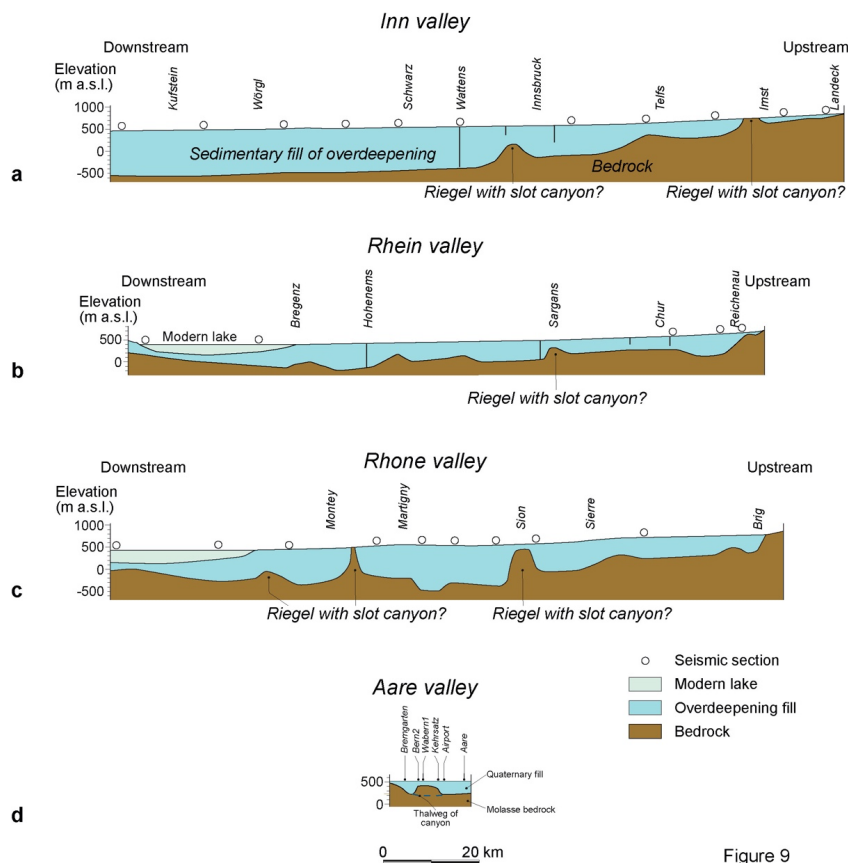 Inn valley
Downstream
Upstream
Elevation
(m a.s.l.)
Kufstein
Wörgl
Schwarz
Wattens
Innsbruck
Telfs
Imst
Landeck
1000
500
0
-500
Sedimentary fill of overdeepening
Bedrock
a
Riegel with slot canyon?
Riegel with slot canyon?
Rhein valley
Downstream
Upstream
Elevation
(m a.s.l.)
Bregenz
Hohenems
Sargans
Chur
Reichenau
Modern lake
500
0
b
Riegel with slot canyon?
Rhone valley
Downstream
Upstream
Elevation
(m a.s.l.)
Montey
Martigny
Sion
Sierre
Brig
1000
500
0
-500
c
Riegel with slot canyon?
Riegel with slot canyon?
Seismic section
Modern lake
Overdeepening fill
Bedrock
Aare valley
Bremgarten
Bern2
Wabern1
Kehrsatz
Airport
Aare
500
0
Quaternary fill
Molasse bedrock
Thalweg of
canyon
d
0
20 km
Figure 9